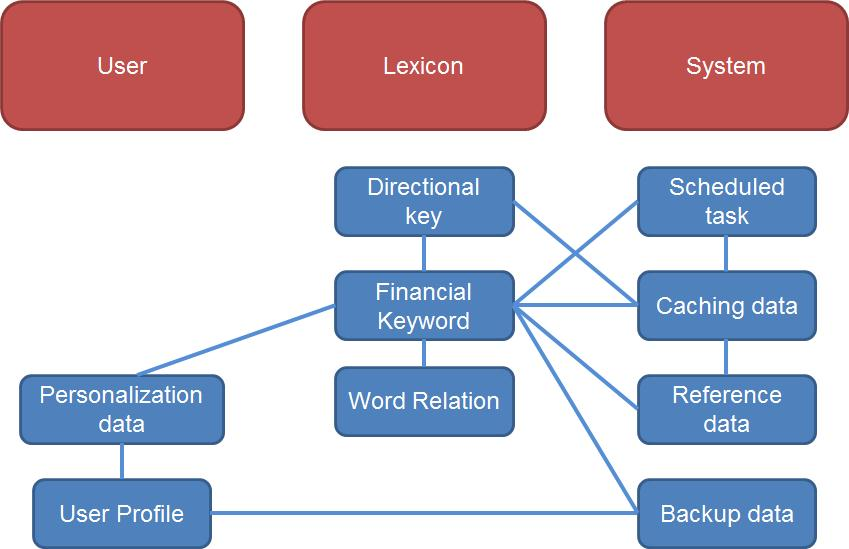 User
Lexicon
System
Directional
key
Scheduled
task
Financial
Keyword
Caching data
Personalization
data
Word Relation
Reference
data
User Profile
Backup data